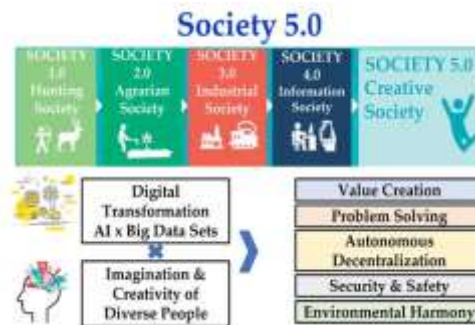 Society 5.0
SOCIETY
1.0
Hunting
Society
SOCIETY
2.0
Agrarian
Society
SOCIETY
3.0
Industrial
Society
SOCIETY
4.0
Information
Society
SOCIETY 5.0
Creative
Society
Digital
Transformation
AI x Big Data Sets
Imagination &
Creativity of
Diverse People
Value Creation
Problem Solving
Autonomous
Decentralization
Security & Safety
Environmental Harmony